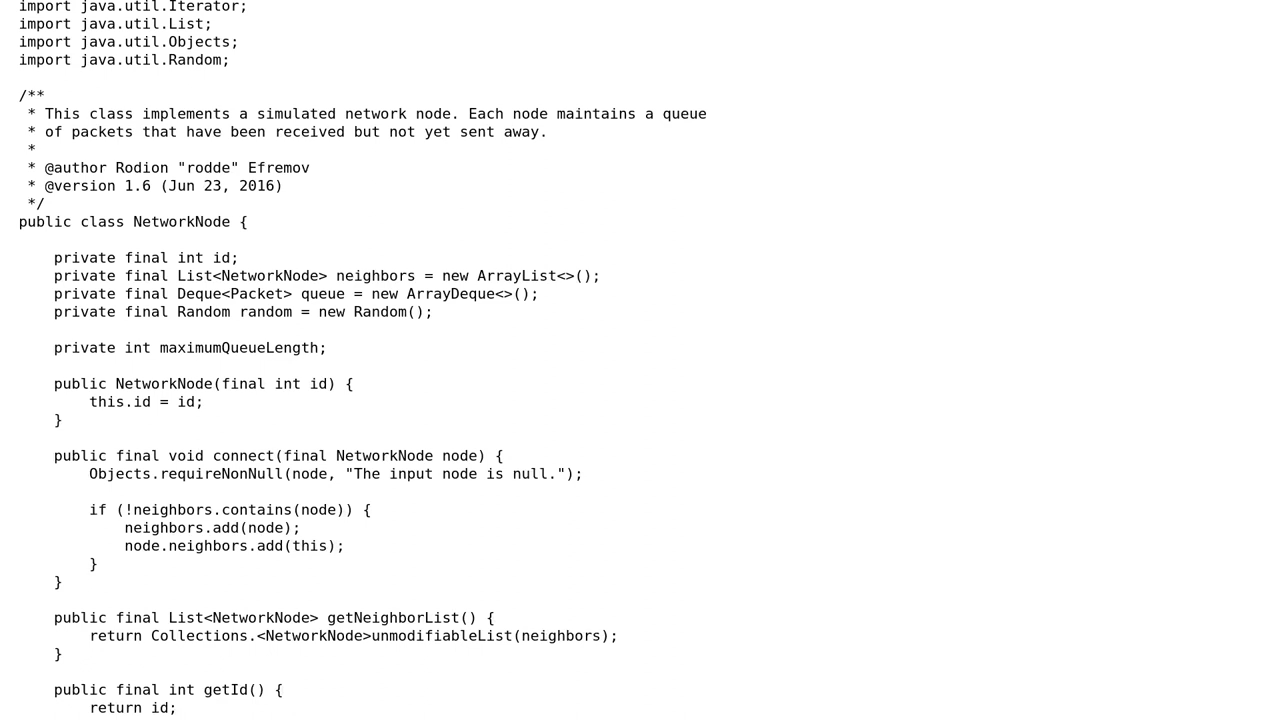 import java.util.Iterator;
import java.util.List;
import java.util.Objects;
import java.util.Random;

/**
 * This class implements a simulated network node. Each node maintains a queue
 * of packets that have been received but not yet sent away.
 *
 * @author Rodion "rodde" Efremov
 * @version 1.6 (Jun 23, 2016)
 */
public class NetworkNode {

    private final int id;
    private final List<NetworkNode> neighbors = new ArrayList<>();
    private final Deque<Packet> queue = new ArrayDeque<>();
    private final Random random = new Random();

    private int maximumQueueLength;

    public NetworkNode(final int id) {
        this.id = id;
    }

    public final void connect(final NetworkNode node) {
        Objects.requireNonNull(node, "The input node is null.");

        if (!neighbors.contains(node)) {
            neighbors.add(node);
            node.neighbors.add(this);
        }
    }

    public final List<NetworkNode> getNeighborList() {
        return Collections.<NetworkNode>unmodifiableList(neighbors);
    }

    public final int getId() {
        return id;